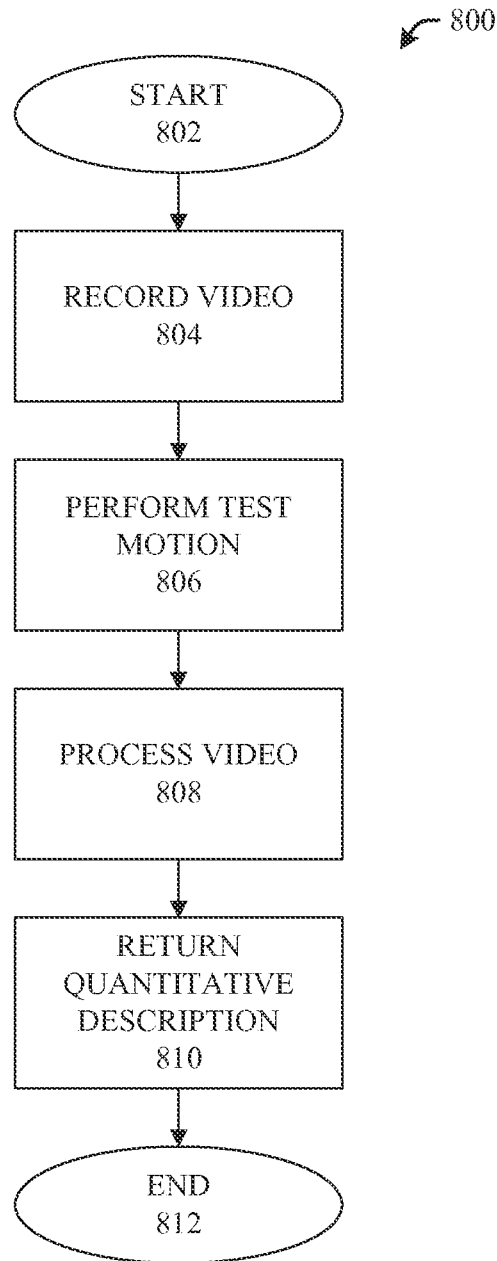 800
START
802
RECORD VIDEO
804
PERFORM TEST
MOTION
806
PROCESS VIDEO
808
RETURN
QUANTITATIVE
DESCRIPTION
810
END
812